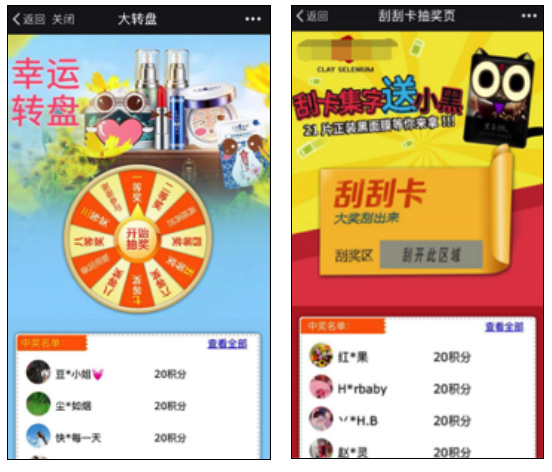 返回 关闭 大转盘
幸运
转盘
一等奖
二等奖
四等奖
五等奖
六等奖
七等奖
八等奖
开始
抽奖
中奖名单： 查看全部
豆*小姐 20积分
尘*如烟 20积分
快*每一天 20积分
返回 刮刮卡抽奖页
CLAY SELENIUM
刮卡集字送小黑
21片正装黑面膜等你来拿!!!
刮刮卡
大奖刮出来
刮奖区 刮开此区域
中奖名单： 查看全部
红*果 20积分
H*rbaby 20积分
丷*H.B 20积分
赵*灵 20积分